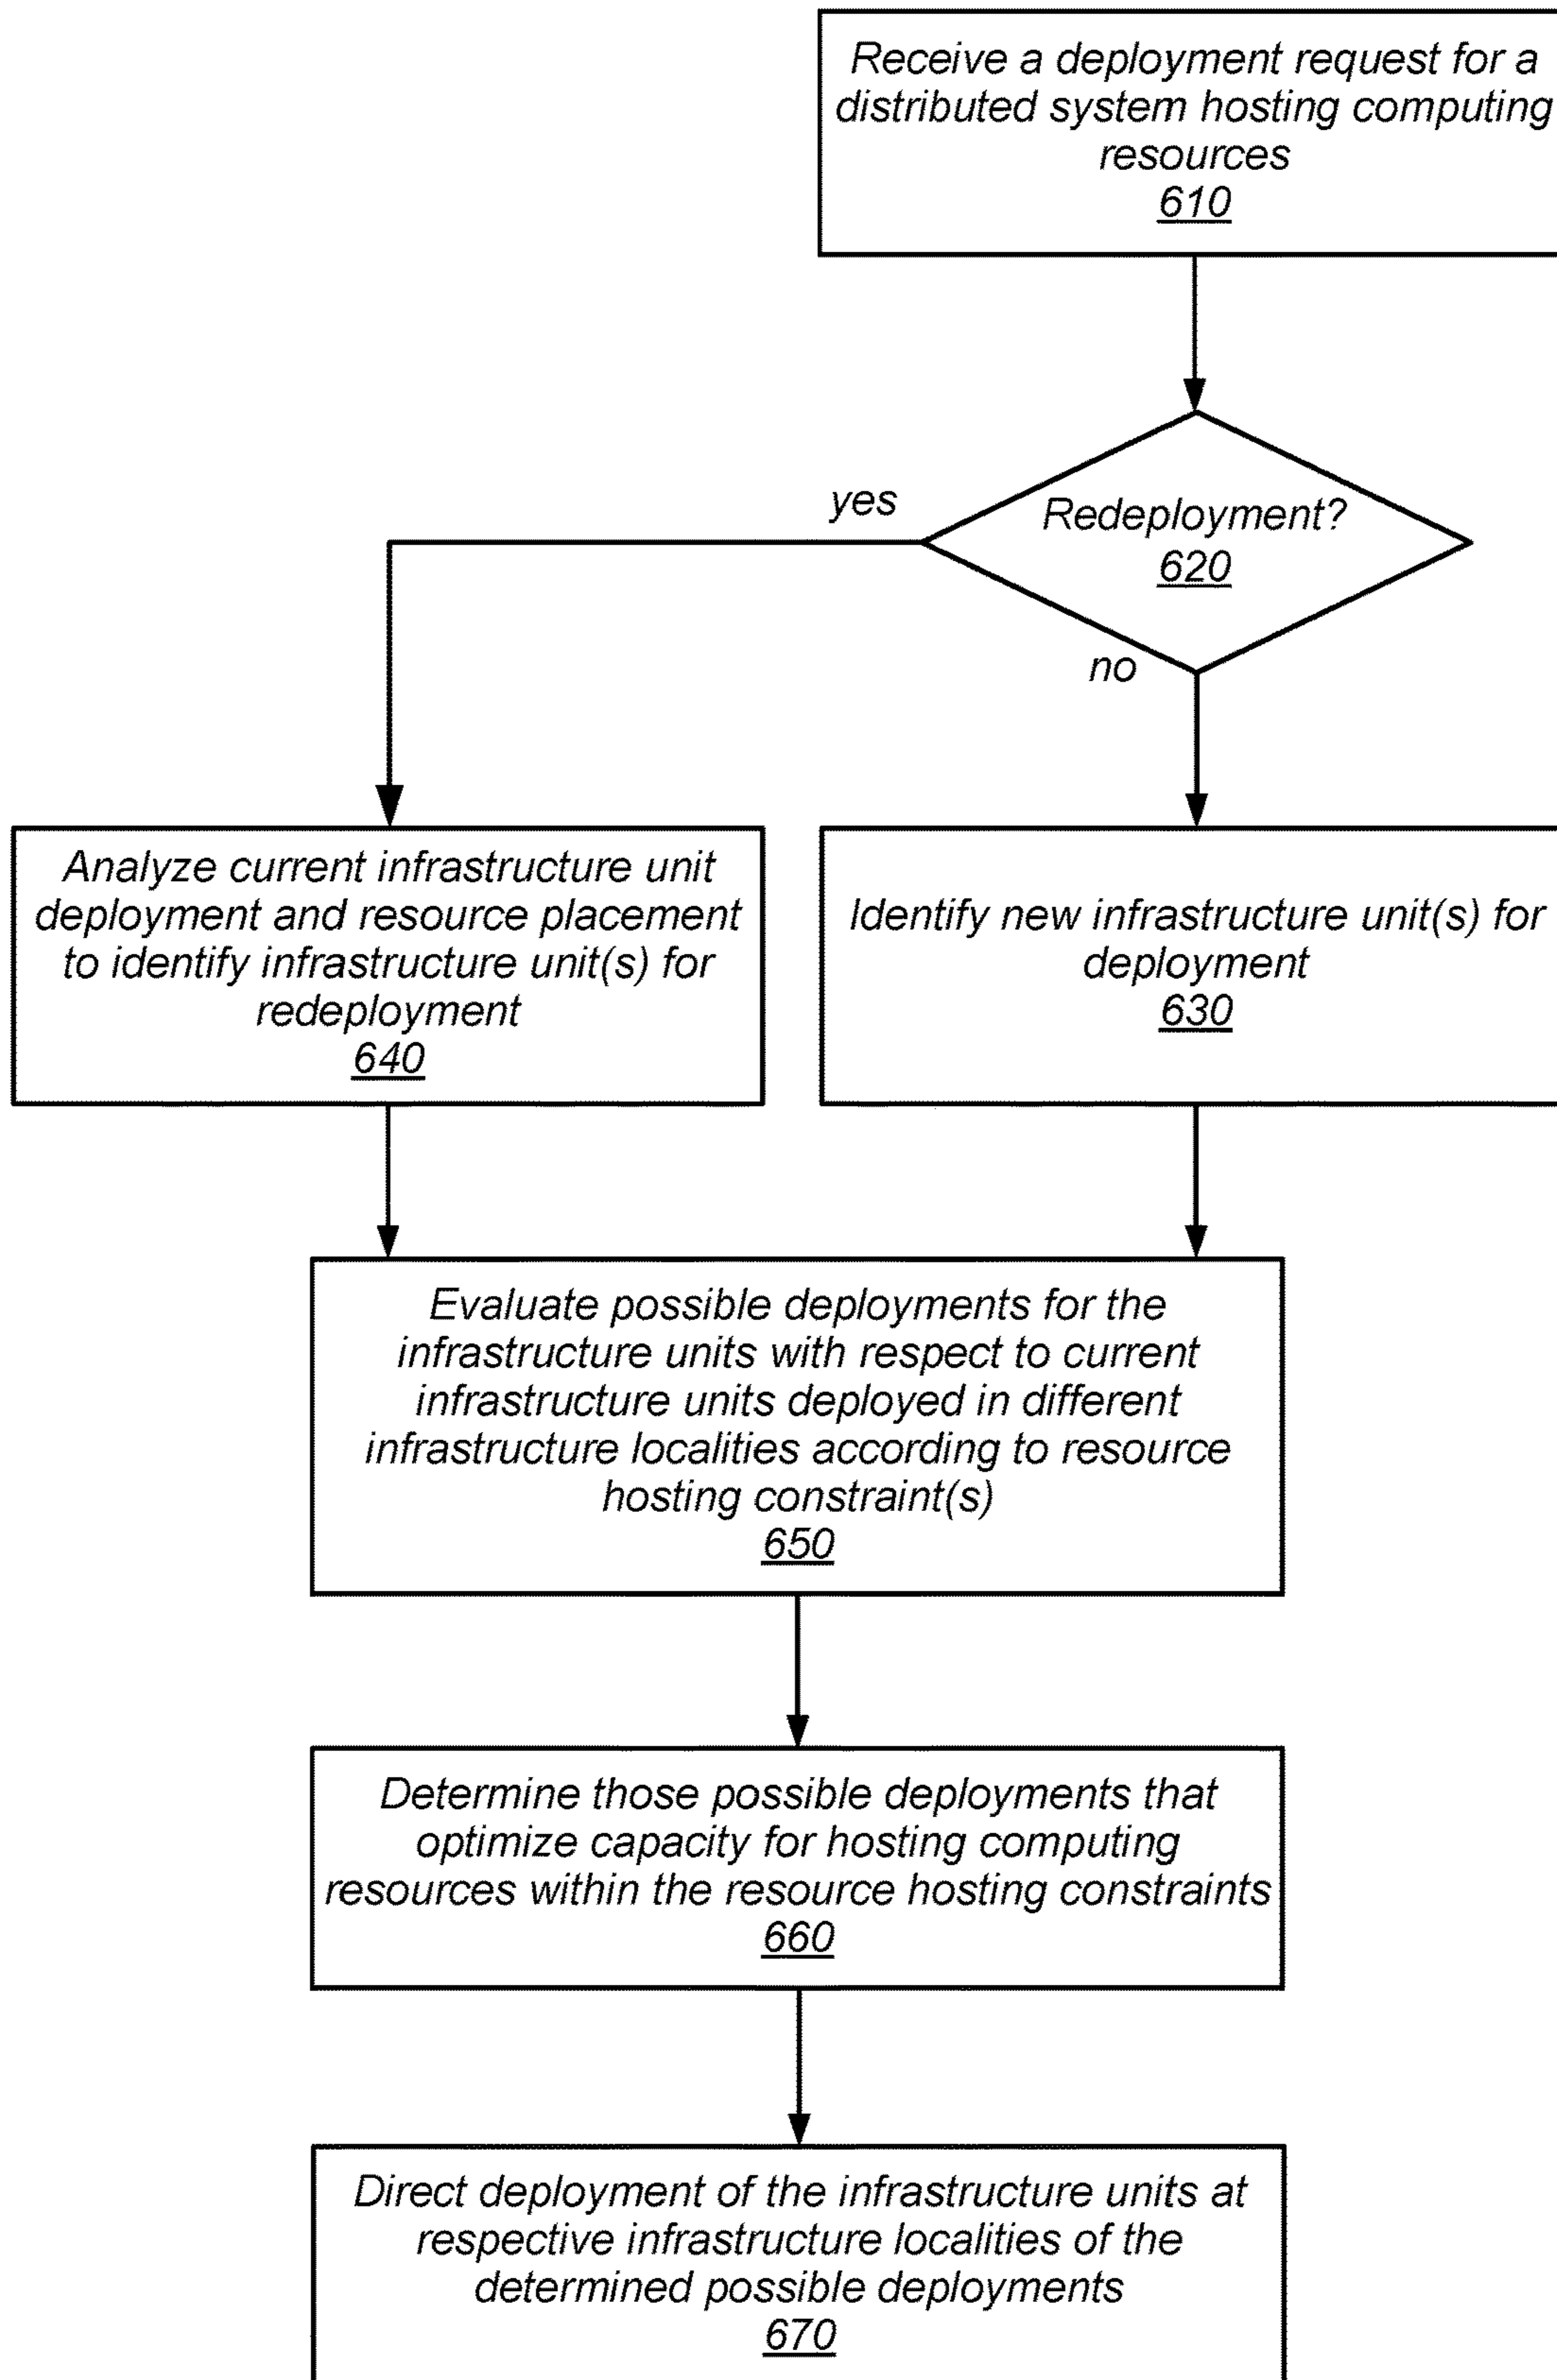 Receive a deployment request for a
distributed system hosting computing
resources
610
yes
Redeployment?
620
no
Analyze current infrastructure unit
deployment and resource placement
to identify infrastructure unit(s) for
redeployment
640
Identify new infrastructure unit(s) for
deployment
630
Evaluate possible deployments for the
infrastructure units with respect to current
infrastructure units deployed in different
infrastructure localities according to resource
hosting constraint(s)
650
Determine those possible deployments that
optimize capacity for hosting computing
resources within the resource hosting constraints
660
Direct deployment of the infrastructure units at
respective infrastructure localities of the
determined possible deployments
670